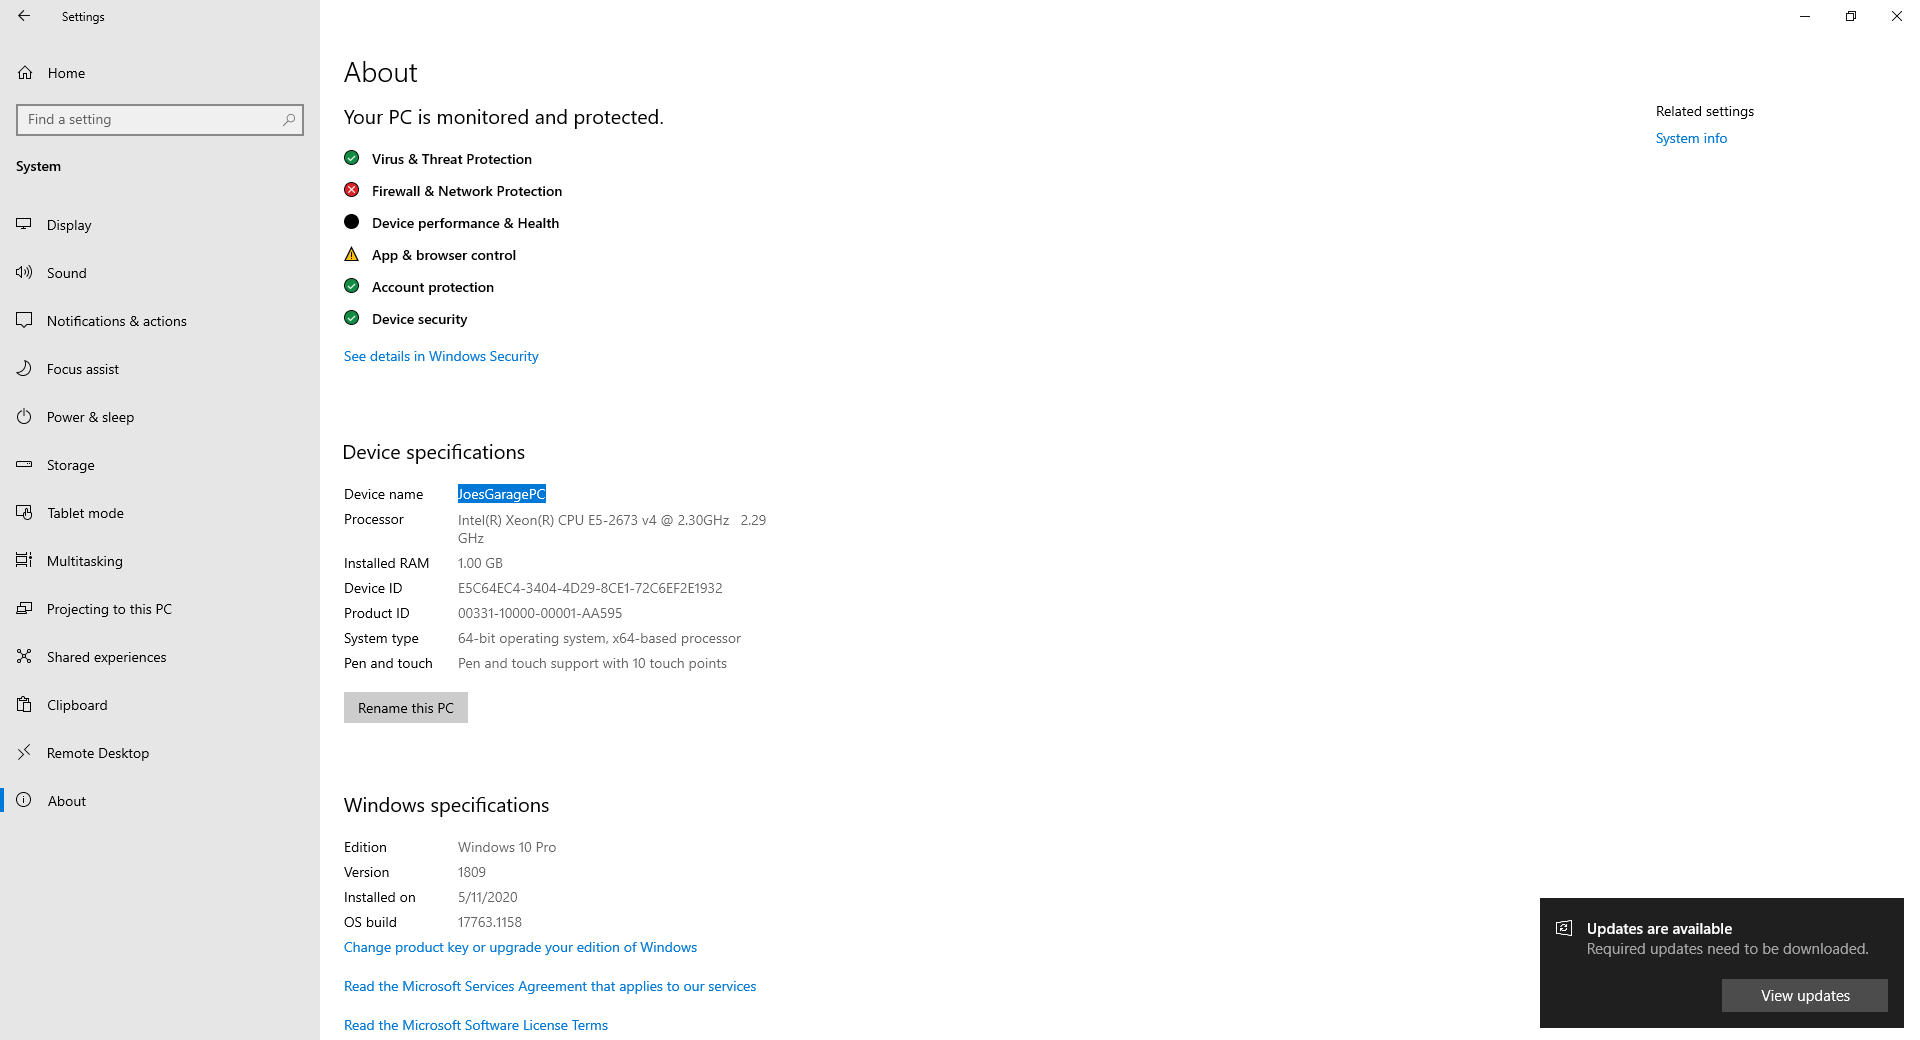 Settings
Home
Find a setting
System
Display
Sound
Notifications & actions
Focus assist
Power & sleep
Storage
Tablet mode
Multitasking
Projecting to this PC
Shared experiences
Clipboard
Remote Desktop
About
About
Your PC is monitored and protected.
Virus & Threat Protection
Firewall & Network Protection
Device performance & Health
App & browser control
Account protection
Device security
See details in Windows Security
Device specifications
Device name JoesGaragePC
Processor Intel(R) Xeon(R) CPU E5-2673 v4 @ 2.30GHz 2.29
GHz
Installed RAM 1.00 GB
Device ID E5C64EC4-3404-4D29-8CE1-72C6EF2E1932
Product ID 00331-10000-00001-AA595
System type 64-bit operating system, x64-based processor
Pen and touch Pen and touch support with 10 touch points
Rename this PC
Windows specifications
Edition Windows 10 Pro
Version 1809
Installed on 5/11/2020
OS build 17763.1158
Change product key or upgrade your edition of Windows
Read the Microsoft Services Agreement that applies to our services
Read the Microsoft Software License Terms
Related settings
System info
Updates are available
Required updates need to be downloaded.
View updates